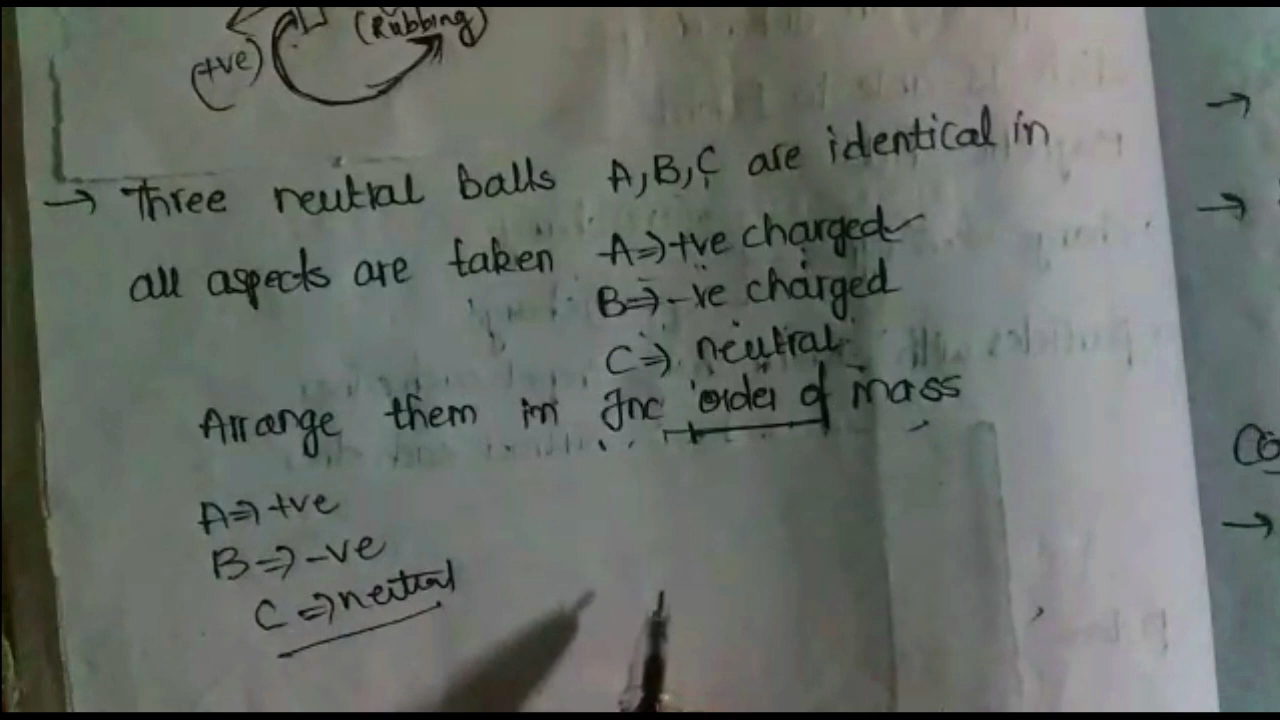 (Rubbing)
(+ve)
→ Three neutral balls A,B,C are identical in
all aspects are taken A⇒+ve charged
B⇒-ve charged
C⇒ neutral
Arrange them in Inc order of mass
A⇒+ve
B⇒-ve
C⇒neutral
→
→
Co
→